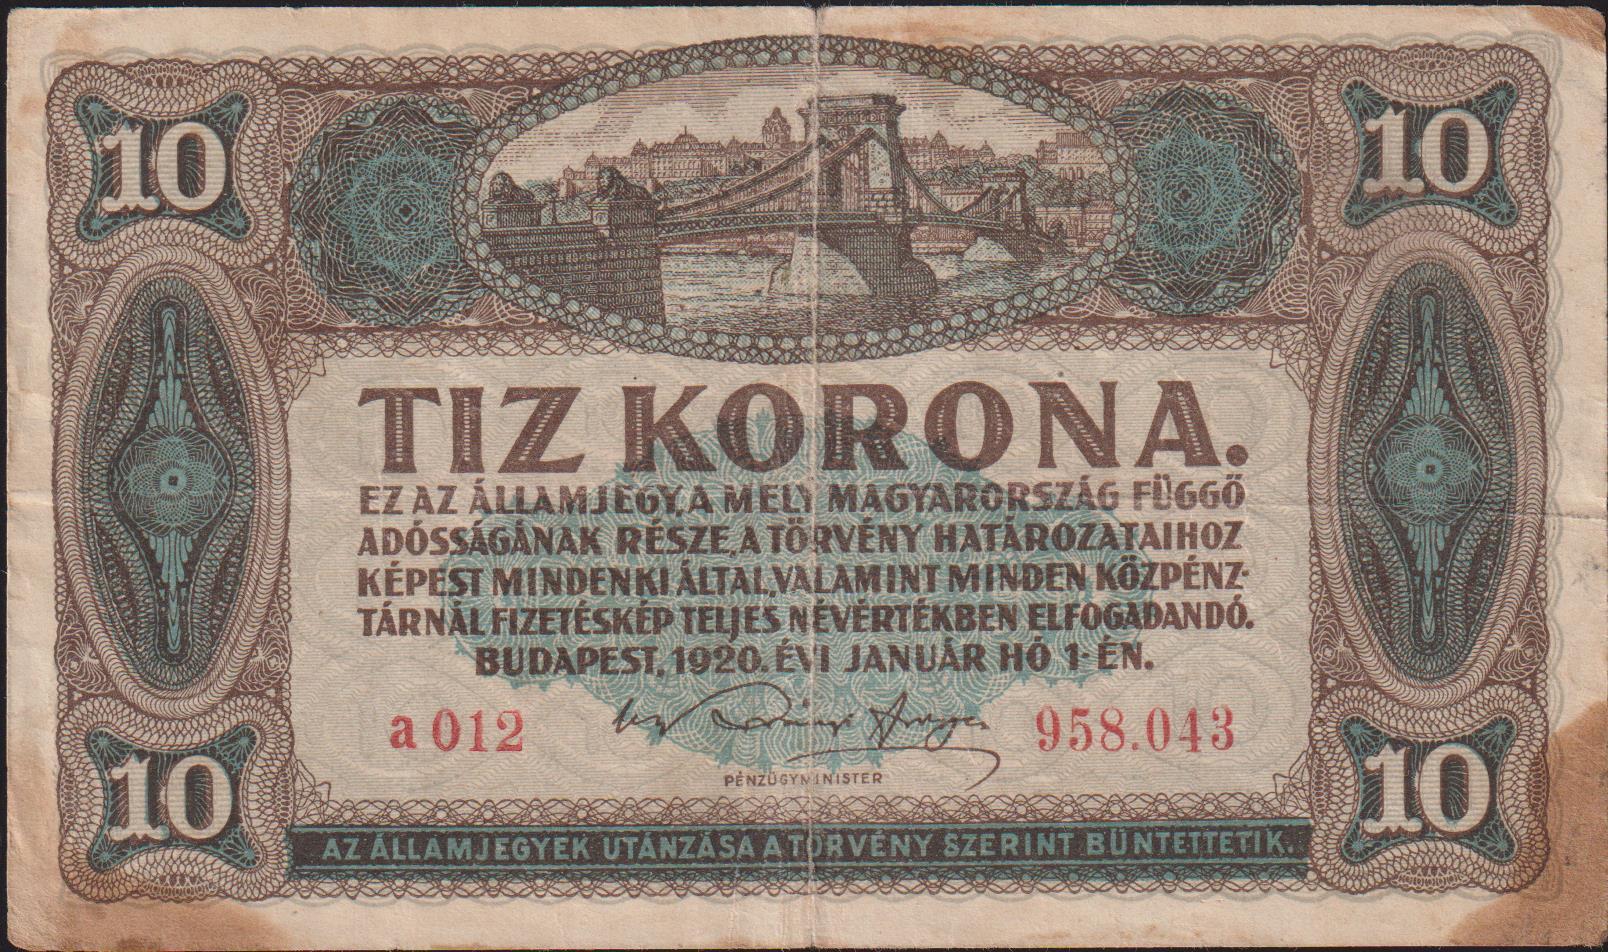 10 10
TIZ KORONA.
EZ AZ ÁLLAMJEGY, A MELY MAGYARORSZÁG FÜGGŐ
ADÓSSÁGÁNAK RÉSZE, A TÖRVÉNY HATÁROZATAIHOZ
KÉPEST MINDENKI ÁLTAL, VALAMINT MINDEN KÖZPÉNZ-
TÁRNÁL FIZETÉSKÉP TELJES NÉVÉRTÉKBEN ELFOGADANDÓ.
BUDAPEST, 1920. ÉVI JANUÁR HÓ 1-ÉN.
a 012 958.043
PÉNZÜGYMINISTER
10 10
AZ ÁLLAMJEGYEK UTÁNZÁSA A TÖRVÉNY SZERINT BÜNTETTETIK.